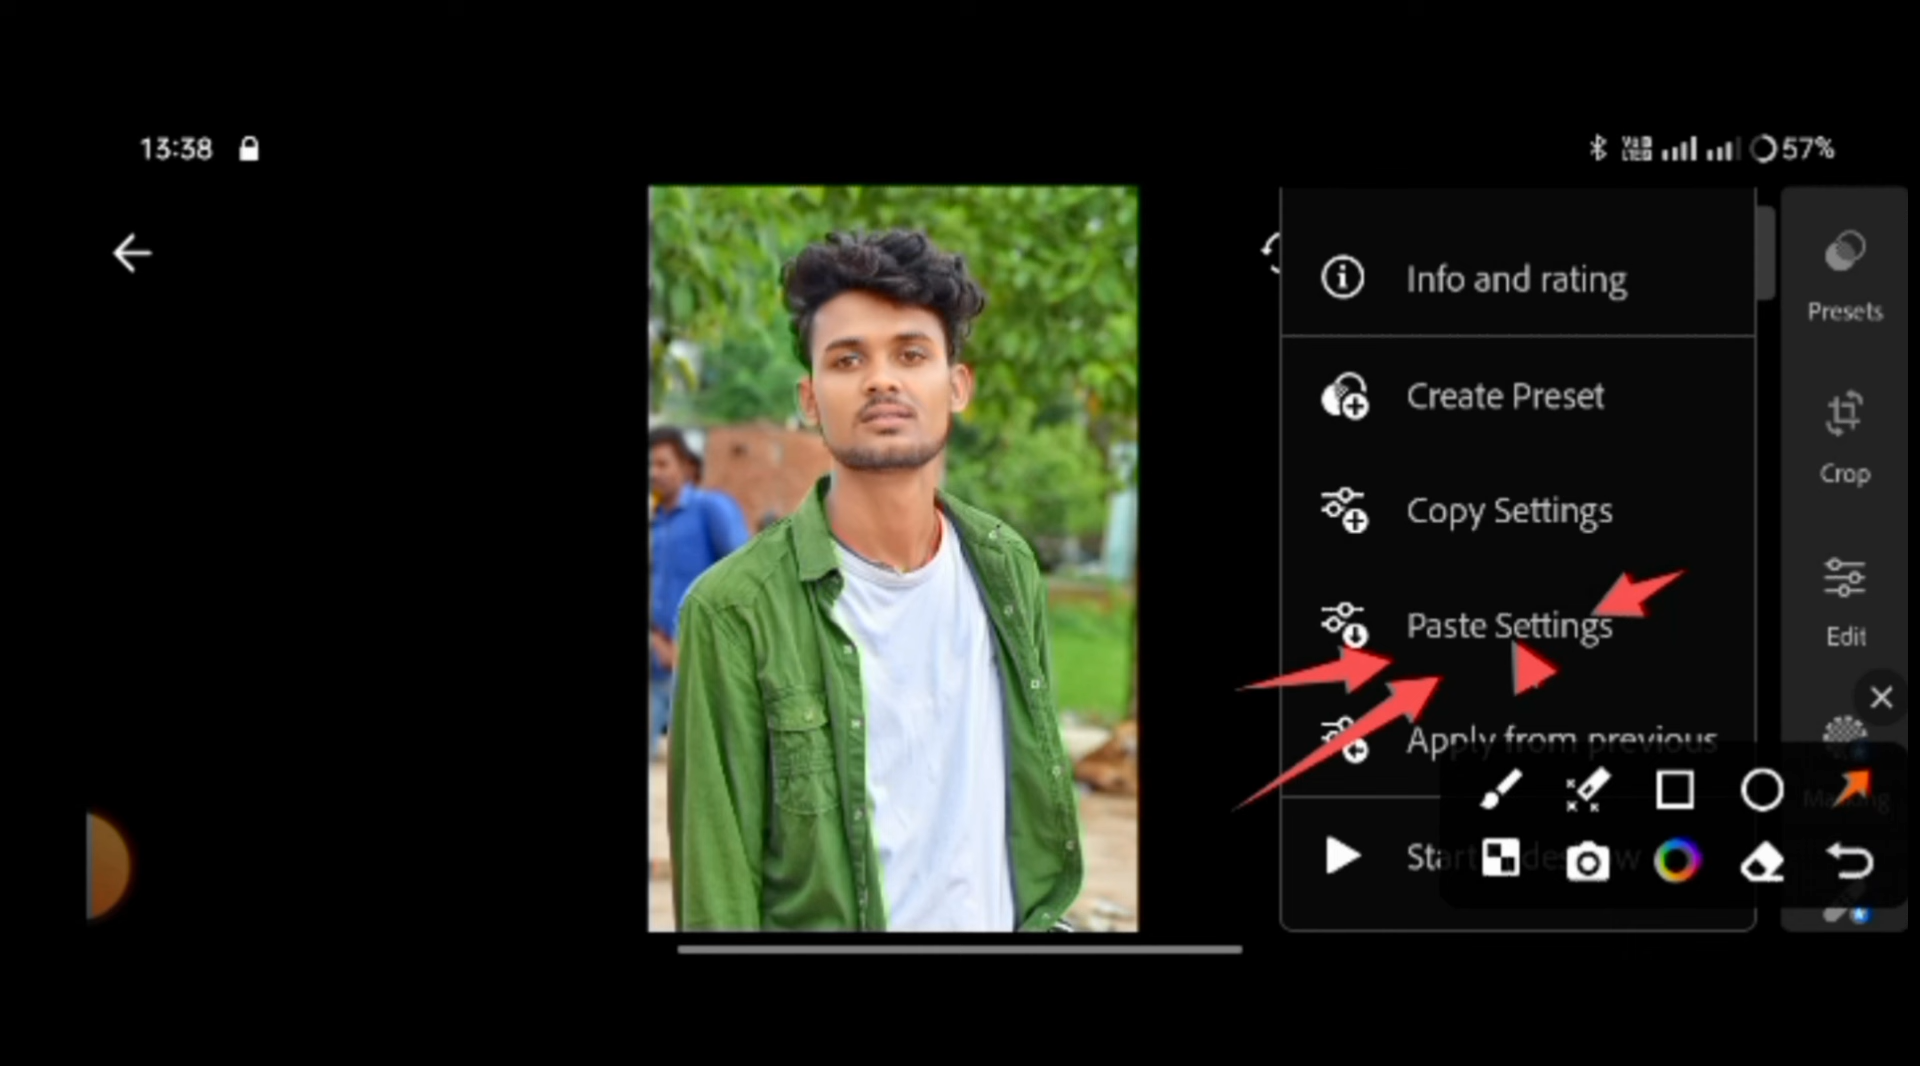 13:38
57%
Info and rating
Create Preset
Copy Settings
Paste Settings
Apply from previous
Presets
Crop
Edit